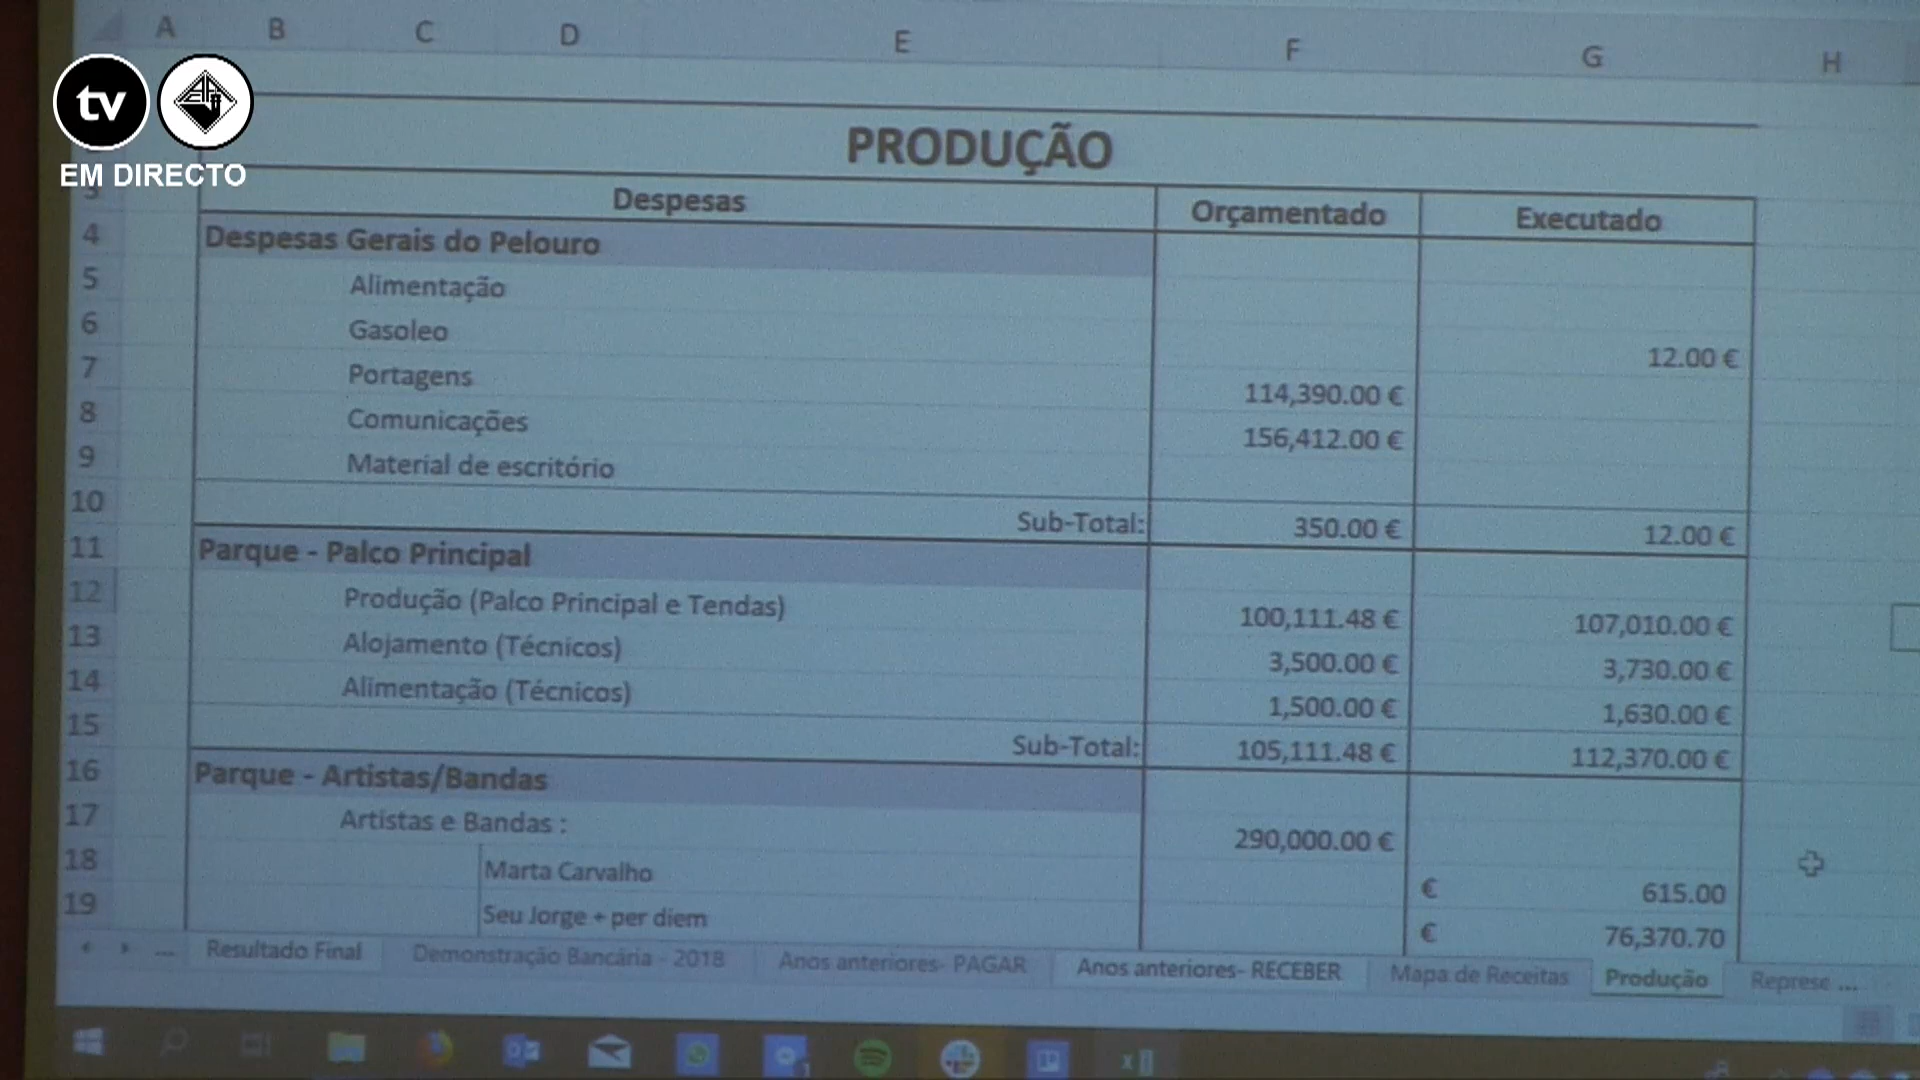 A B C D E F G H
tv
EM DIRECTO
PRODUÇÃO
3 Despesas Orçamentado Executado
4 Despesas Gerais do Pelouro
5 Alimentação
6 Gasoleo 12.00 €
7 Portagens 114,390.00 €
8 Comunicações 156,412.00 €
9 Material de escritório
10 Sub-Total: 350.00 € 12.00 €
11 Parque - Palco Principal
12 Produção (Palco Principal e Tendas) 100,111.48 € 107,010.00 €
13 Alojamento (Técnicos) 3,500.00 € 3,730.00 €
14 Alimentação (Técnicos) 1,500.00 € 1,630.00 €
15 Sub-Total: 105,111.48 € 112,370.00 €
16 Parque - Artistas/Bandas
17 Artistas e Bandas : 290,000.00 €
18 Marta Carvalho € 615.00
19 Seu Jorge + per diem € 76,370.70
... Resultado Final Demonstração Bancária - 2018 Anos anteriores- PAGAR Anos anteriores- RECEBER Mapa de Receitas Produção Represe ...